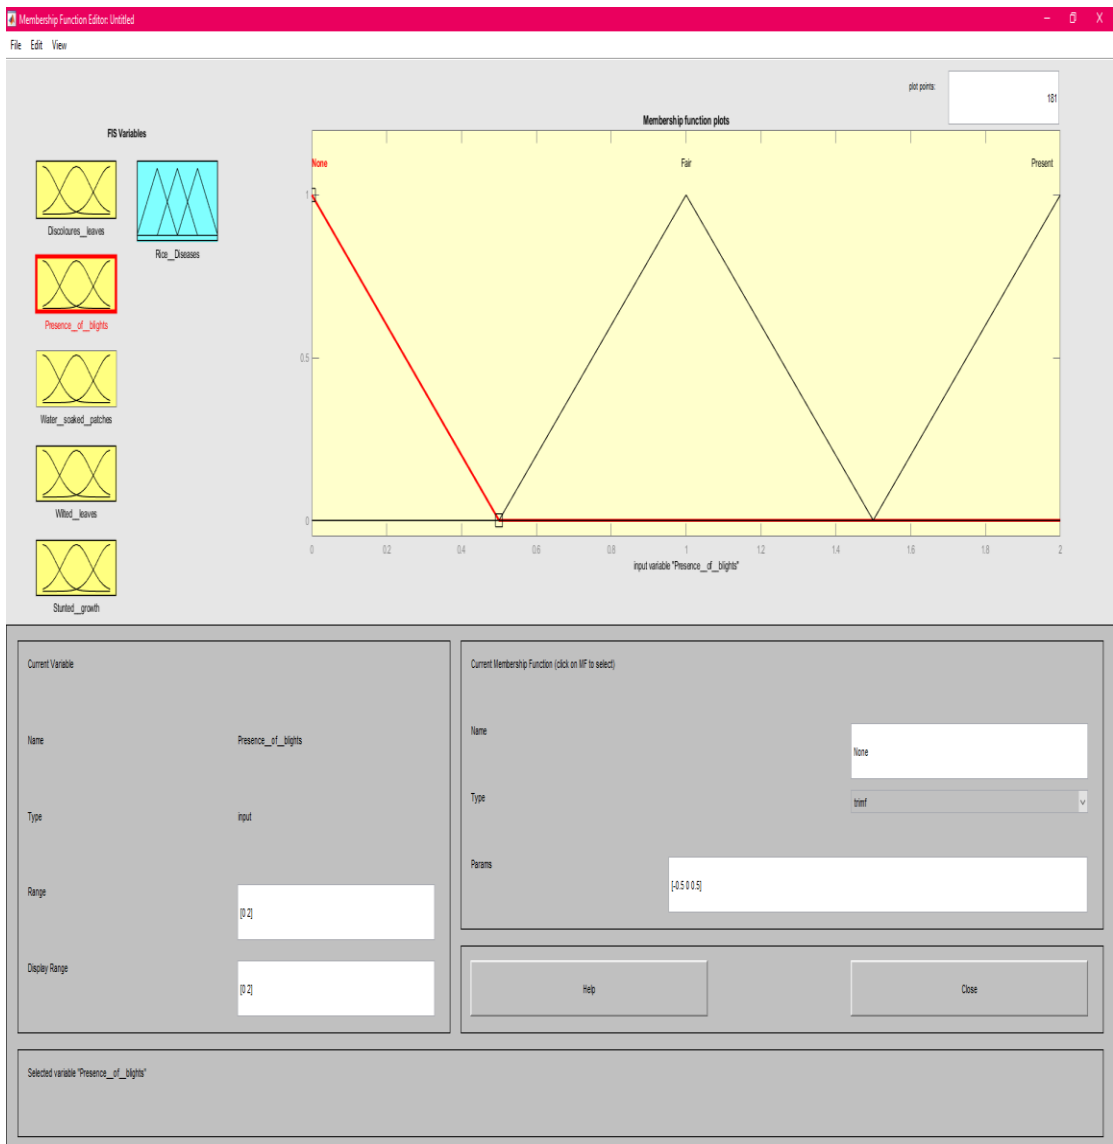 Membership Function Editor: Untitled
File Edit View
plot points:
181
FIS Variables
Membership function plots
Discoloures__leaves
Rice__Diseases
Presence__of__blights
Water__soaked__patches
Wilted__leaves
Stunted__growth
None Fair Present
1
0.5
0
0 0.2 0.4 0.6 0.8 1 1.2 1.4 1.6 1.8 2
input variable "Presence__of__blights"
Current Variable
Name Presence__of__blights
Type input
Range [0 2]
Display Range [0 2]
Current Membership Function (click on MF to select)
Name None
Type trimf
Params [-0.5 0 0.5]
Help Close
Selected variable "Presence__of__blights"